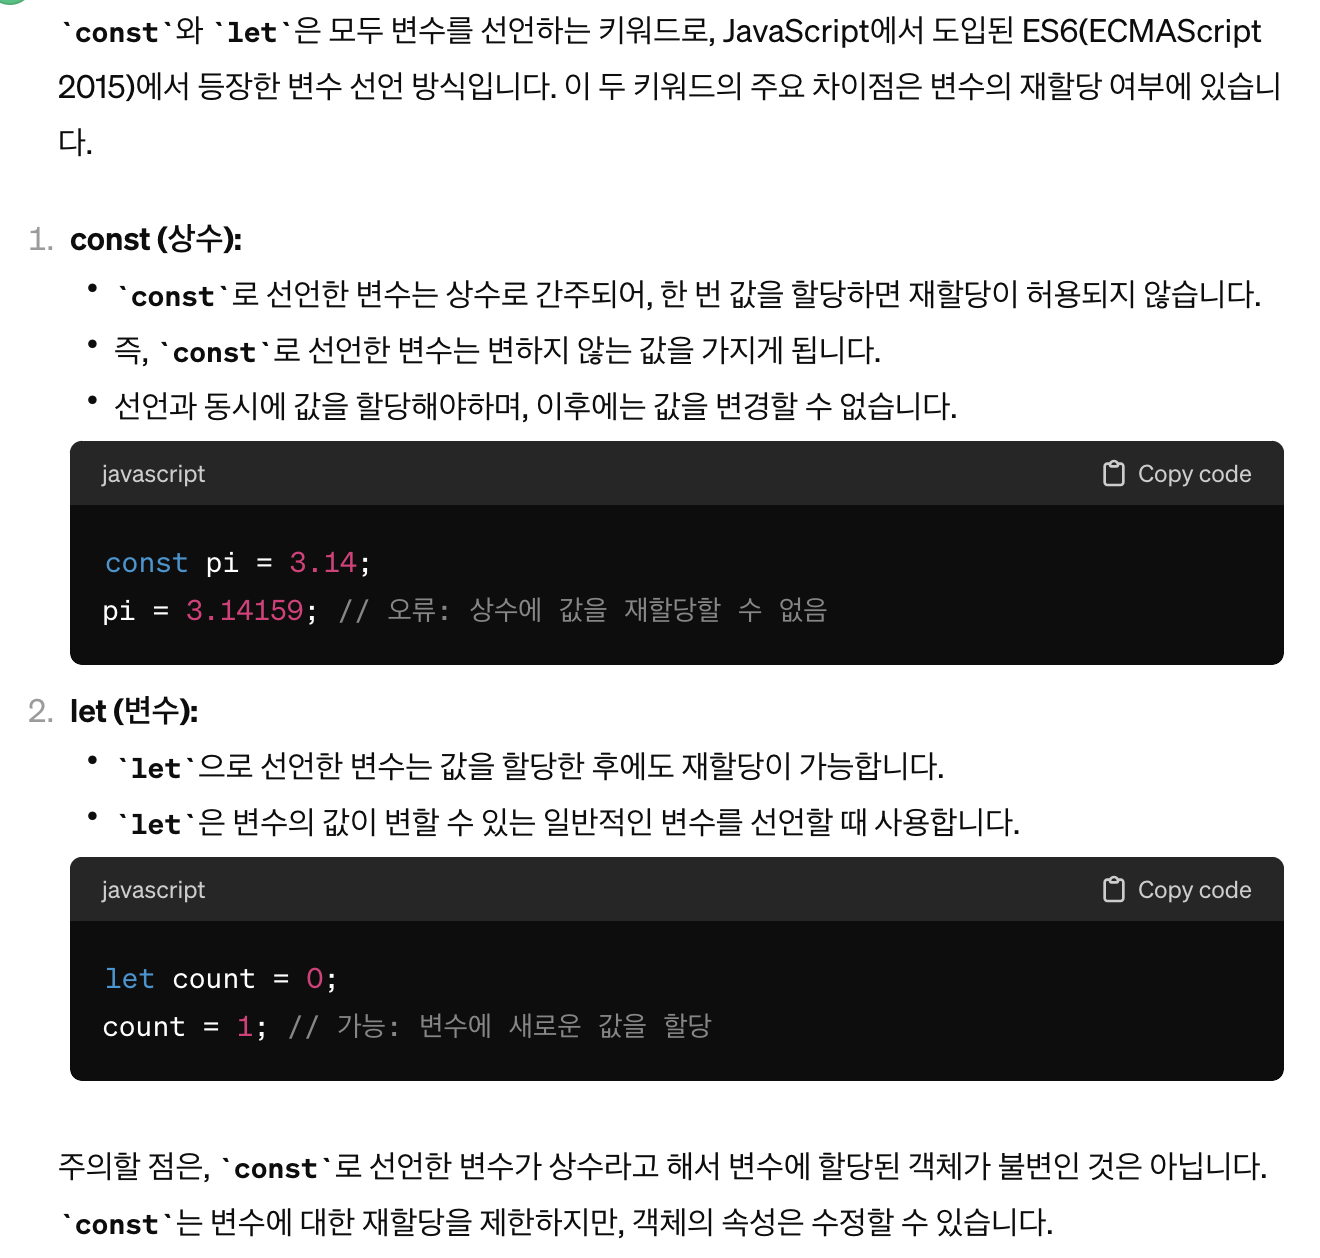 `const`와 `let`은 모두 변수를 선언하는 키워드로, JavaScript에서 도입된 ES6(ECMAScript
2015)에서 등장한 변수 선언 방식입니다. 이 두 키워드의 주요 차이점은 변수의 재할당 여부에 있습니
다.
1. const (상수):
• `const`로 선언한 변수는 상수로 간주되어, 한 번 값을 할당하면 재할당이 허용되지 않습니다.
• 즉, `const`로 선언한 변수는 변하지 않는 값을 가지게 됩니다.
• 선언과 동시에 값을 할당해야하며, 이후에는 값을 변경할 수 없습니다.
javascript Copy code
const pi = 3.14;
pi = 3.14159; // 오류: 상수에 값을 재할당할 수 없음
2. let (변수):
• `let`으로 선언한 변수는 값을 할당한 후에도 재할당이 가능합니다.
• `let`은 변수의 값이 변할 수 있는 일반적인 변수를 선언할 때 사용합니다.
javascript Copy code
let count = 0;
count = 1; // 가능: 변수에 새로운 값을 할당
주의할 점은, `const`로 선언한 변수가 상수라고 해서 변수에 할당된 객체가 불변인 것은 아닙니다.
`const`는 변수에 대한 재할당을 제한하지만, 객체의 속성은 수정할 수 있습니다.